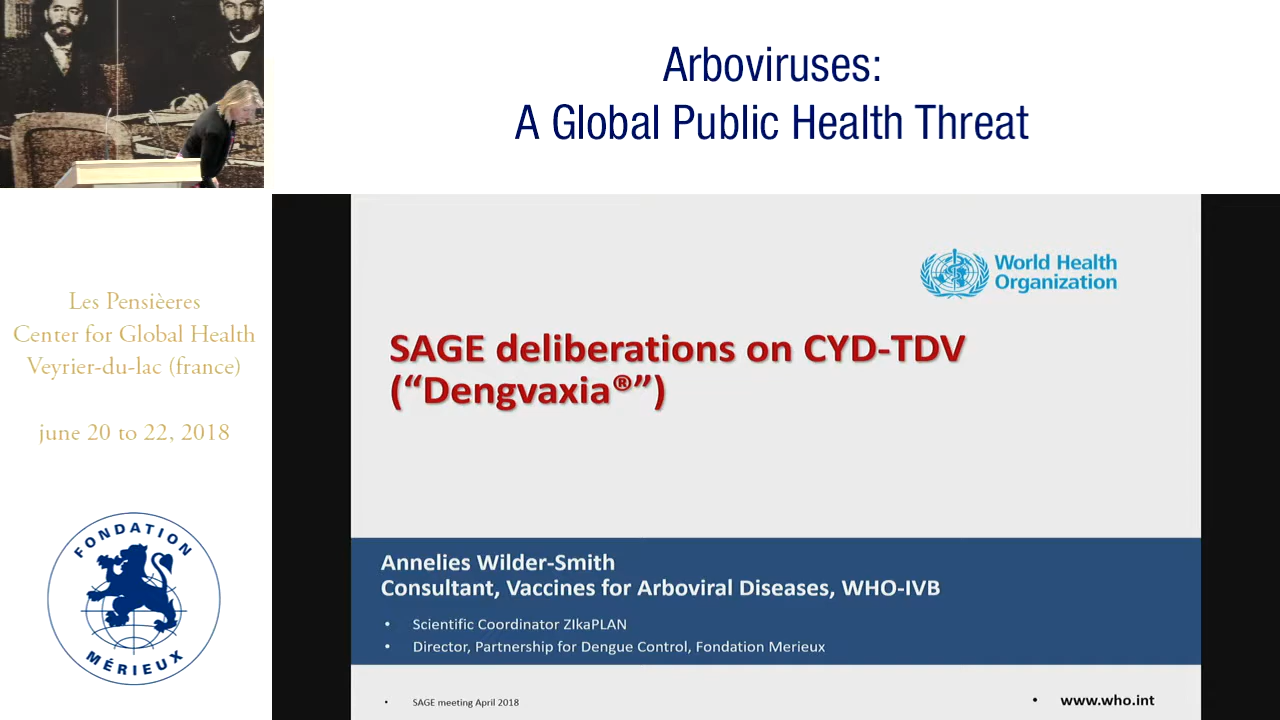 Arboviruses:
A Global Public Health Threat
Les Pensièeres
Center for Global Health
Veyrier-du-lac (france)
june 20 to 22, 2018
FONDATION
MÉRIEUX
World Health
Organization
SAGE deliberations on CYD-TDV
(“Dengvaxia®”)
Annelies Wilder-Smith
Consultant, Vaccines for Arboviral Diseases, WHO-IVB
• Scientific Coordinator ZIkaPLAN
• Director, Partnership for Dengue Control, Fondation Merieux
• SAGE meeting April 2018
• www.who.int